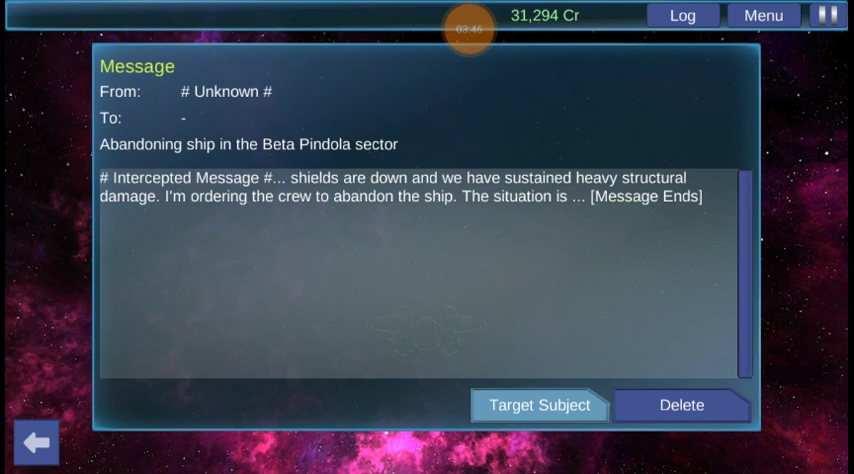 31,294 Cr
03:46
Log
Menu
Message
From: # Unknown #
To: -
Abandoning ship in the Beta Pindola sector
# Intercepted Message #... shields are down and we have sustained heavy structural
damage. I'm ordering the crew to abandon the ship. The situation is ... [Message Ends]
Target Subject
Delete